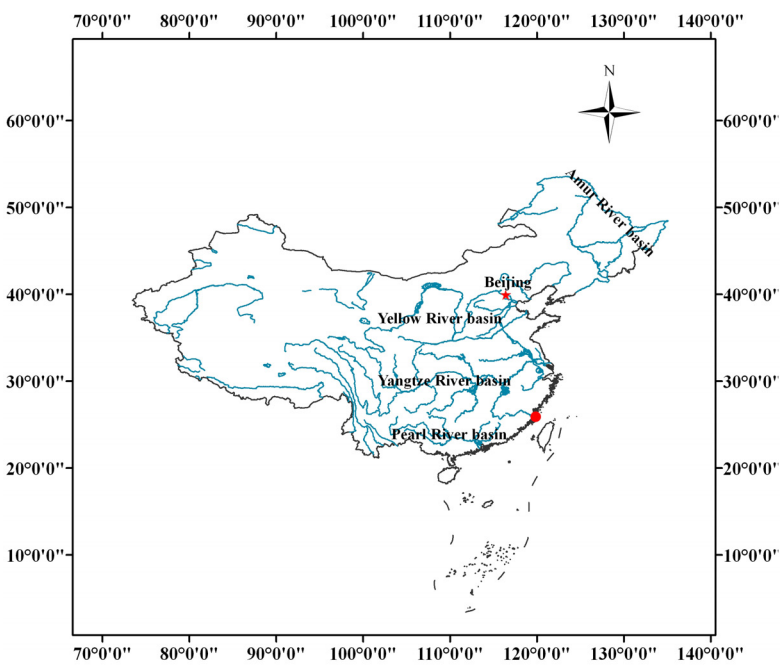 70°0'0" 80°0'0" 90°0'0" 100°0'0" 110°0'0" 120°0'0" 130°0'0" 140°0'0"
N
60°0'0" 60°0'0"
50°0'0" 50°0'0"
Amur River basin
Beijing
40°0'0" 40°0'0"
Yellow River basin
30°0'0" 30°0'0"
Yangtze River basin
Pearl River basin
20°0'0" 20°0'0"
10°0'0" 10°0'0"
70°0'0" 80°0'0" 90°0'0" 100°0'0" 110°0'0" 120°0'0" 130°0'0" 140°0'0"